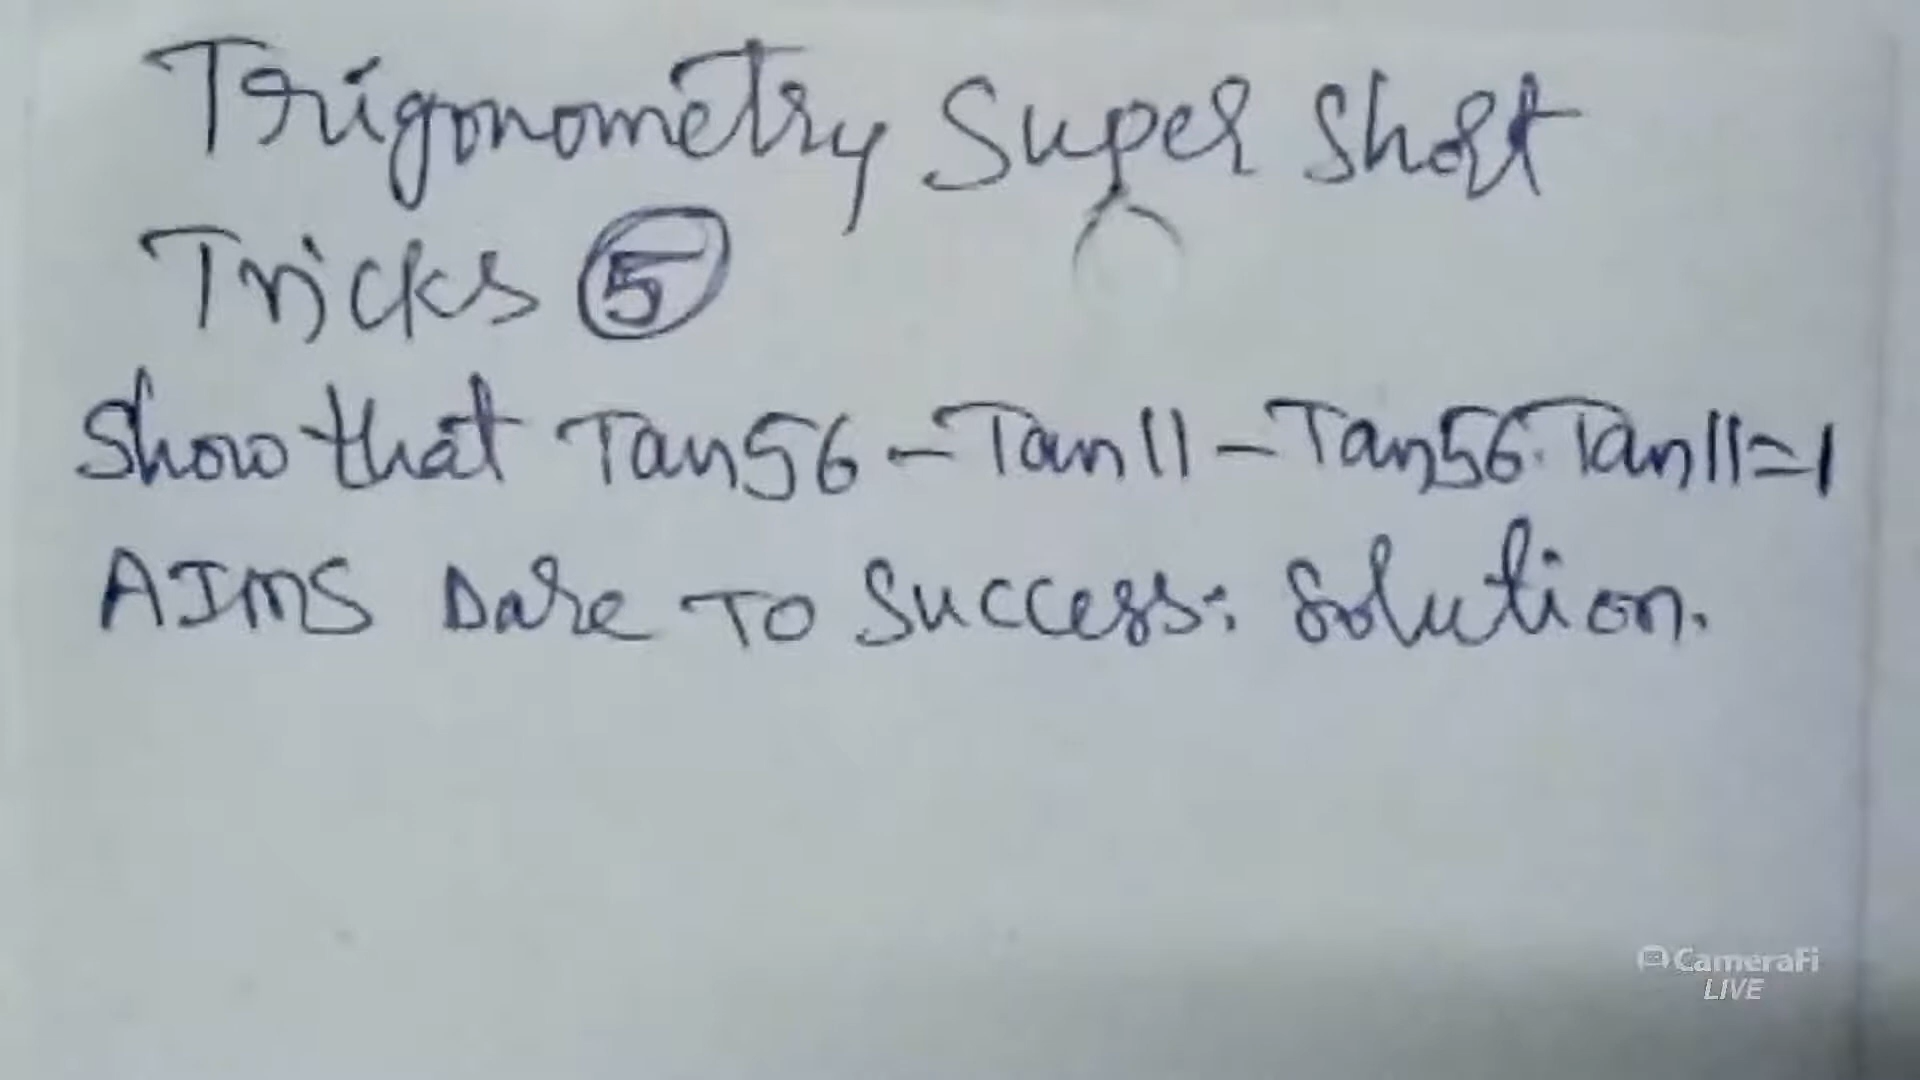 Trigonometry Super Short
Tricks 5
Show that Tan56 - Tan11 - Tan56. Tan11=1
AIMS Dare To Success: Solution.
CameraFi
LIVE